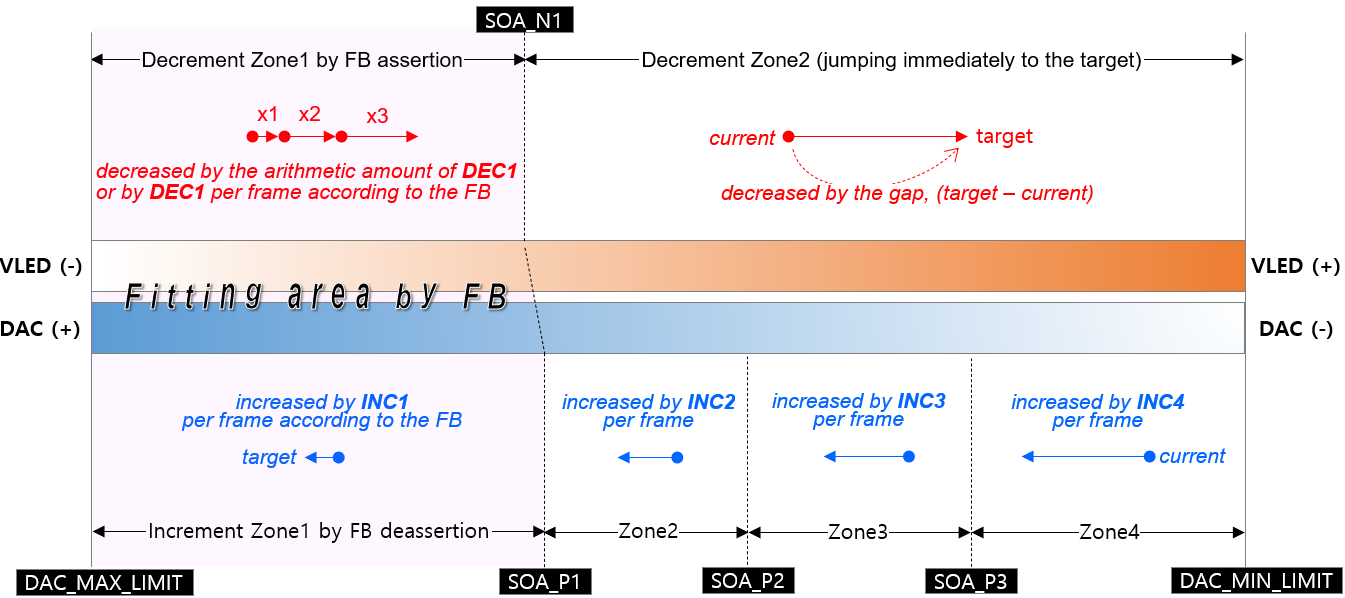 SOA_N1
Decrement Zone1 by FB assertion
Decrement Zone2 (jumping immediately to the target)
x1
x2
x3
current
target
decreased by the arithmetic amount of DEC1
or by DEC1 per frame according to the FB
decreased by the gap, (target – current)
VLED (-)
VLED (+)
Fitting area by FB
DAC (+)
DAC (-)
increased by INC1
per frame according to the FB
increased by INC2
per frame
increased by INC3
per frame
increased by INC4
per frame
target
current
Increment Zone1 by FB deassertion
Zone2
Zone3
Zone4
DAC_MAX_LIMIT
SOA_P1
SOA_P2
SOA_P3
DAC_MIN_LIMIT